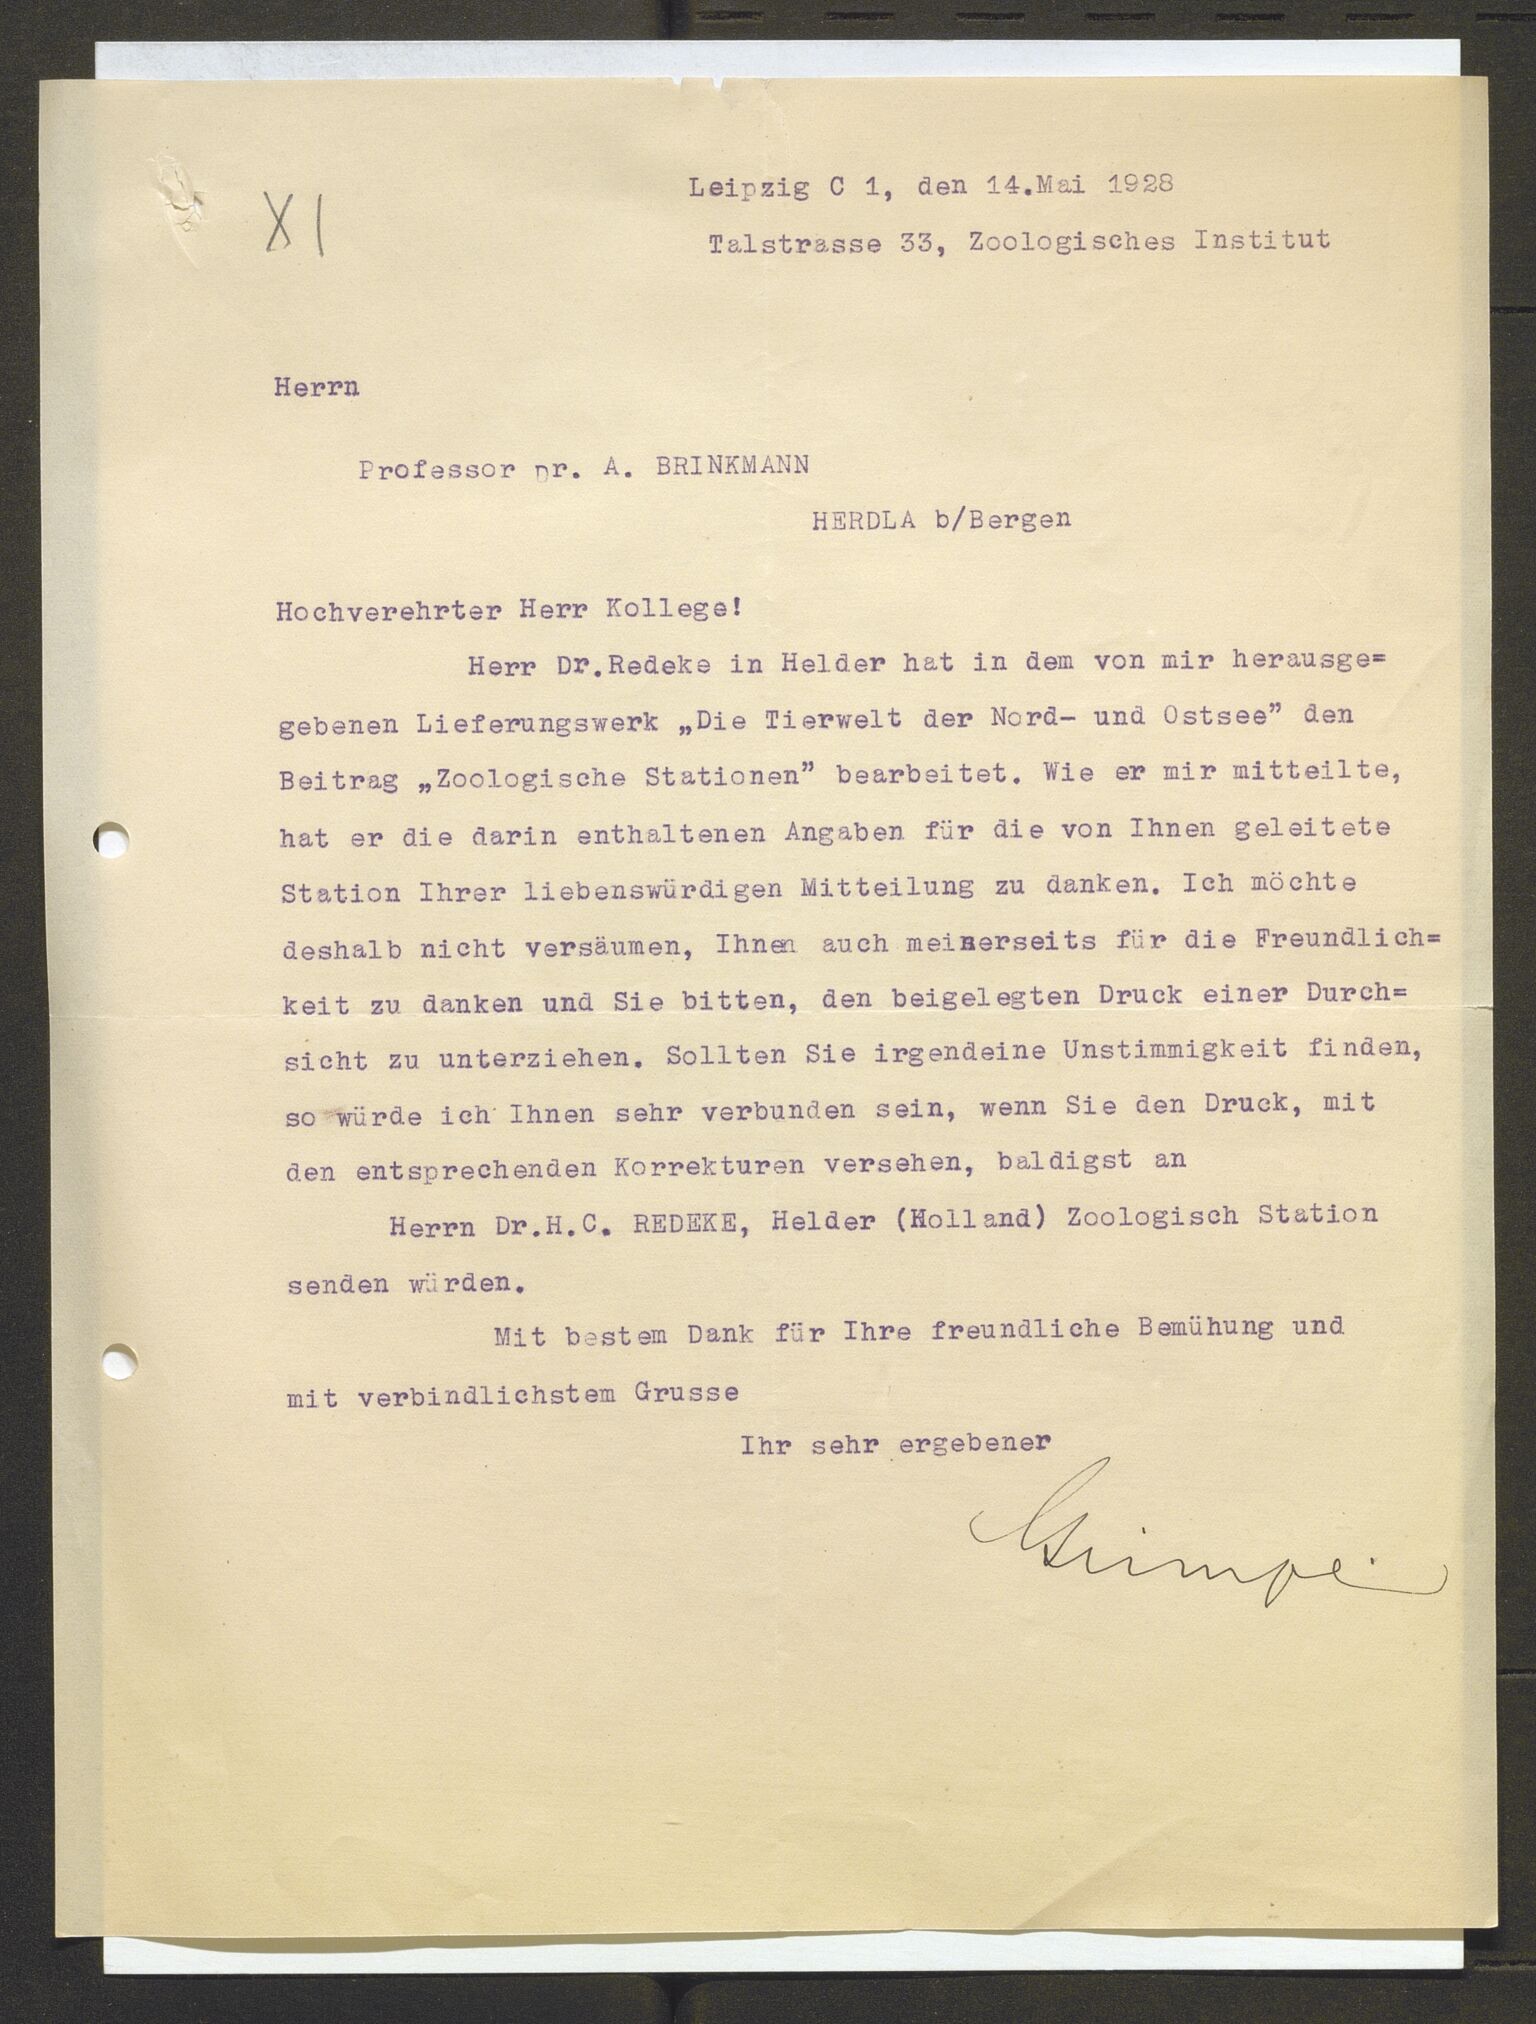 XI
Leipzig C 1, den 14.Mai 1928
Talstrasse 33, Zoologisches Institut
Herrn
Professor Dr. A. BRINKMANN
HERDLA b/Bergen
Hochverehrter Herr Kollege!
Herr Dr.Redeke in Helder hat in dem von mir herausge=
gebenen Lieferungswerk „Die Tierwelt der Nord- und Ostsee” den
Beitrag „Zoologische Stationen” bearbeitet. Wie er mir mitteilte,
hat er die darin enthaltenen Angaben für die von Ihnen geleitete
Station Ihrer liebenswürdigen Mitteilung zu danken. Ich möchte
deshalb nicht versäumen, Ihnen auch meinerseits für die Freundlich=
keit zu danken und Sie bitten, den beigelegten Druck einer Durch=
sicht zu unterziehen. Sollten Sie irgendeine Unstimmigkeit finden,
so würde ich Ihnen sehr verbunden sein, wenn Sie den Druck, mit
den entsprechenden Korrekturen versehen, baldigst an
Herrn Dr.H.C. REDEKE, Helder (Holland) Zoologisch Station
senden würden.
Mit bestem Dank für Ihre freundliche Bemühung und
mit verbindlichstem Grusse
Ihr sehr ergebener
Grimpe